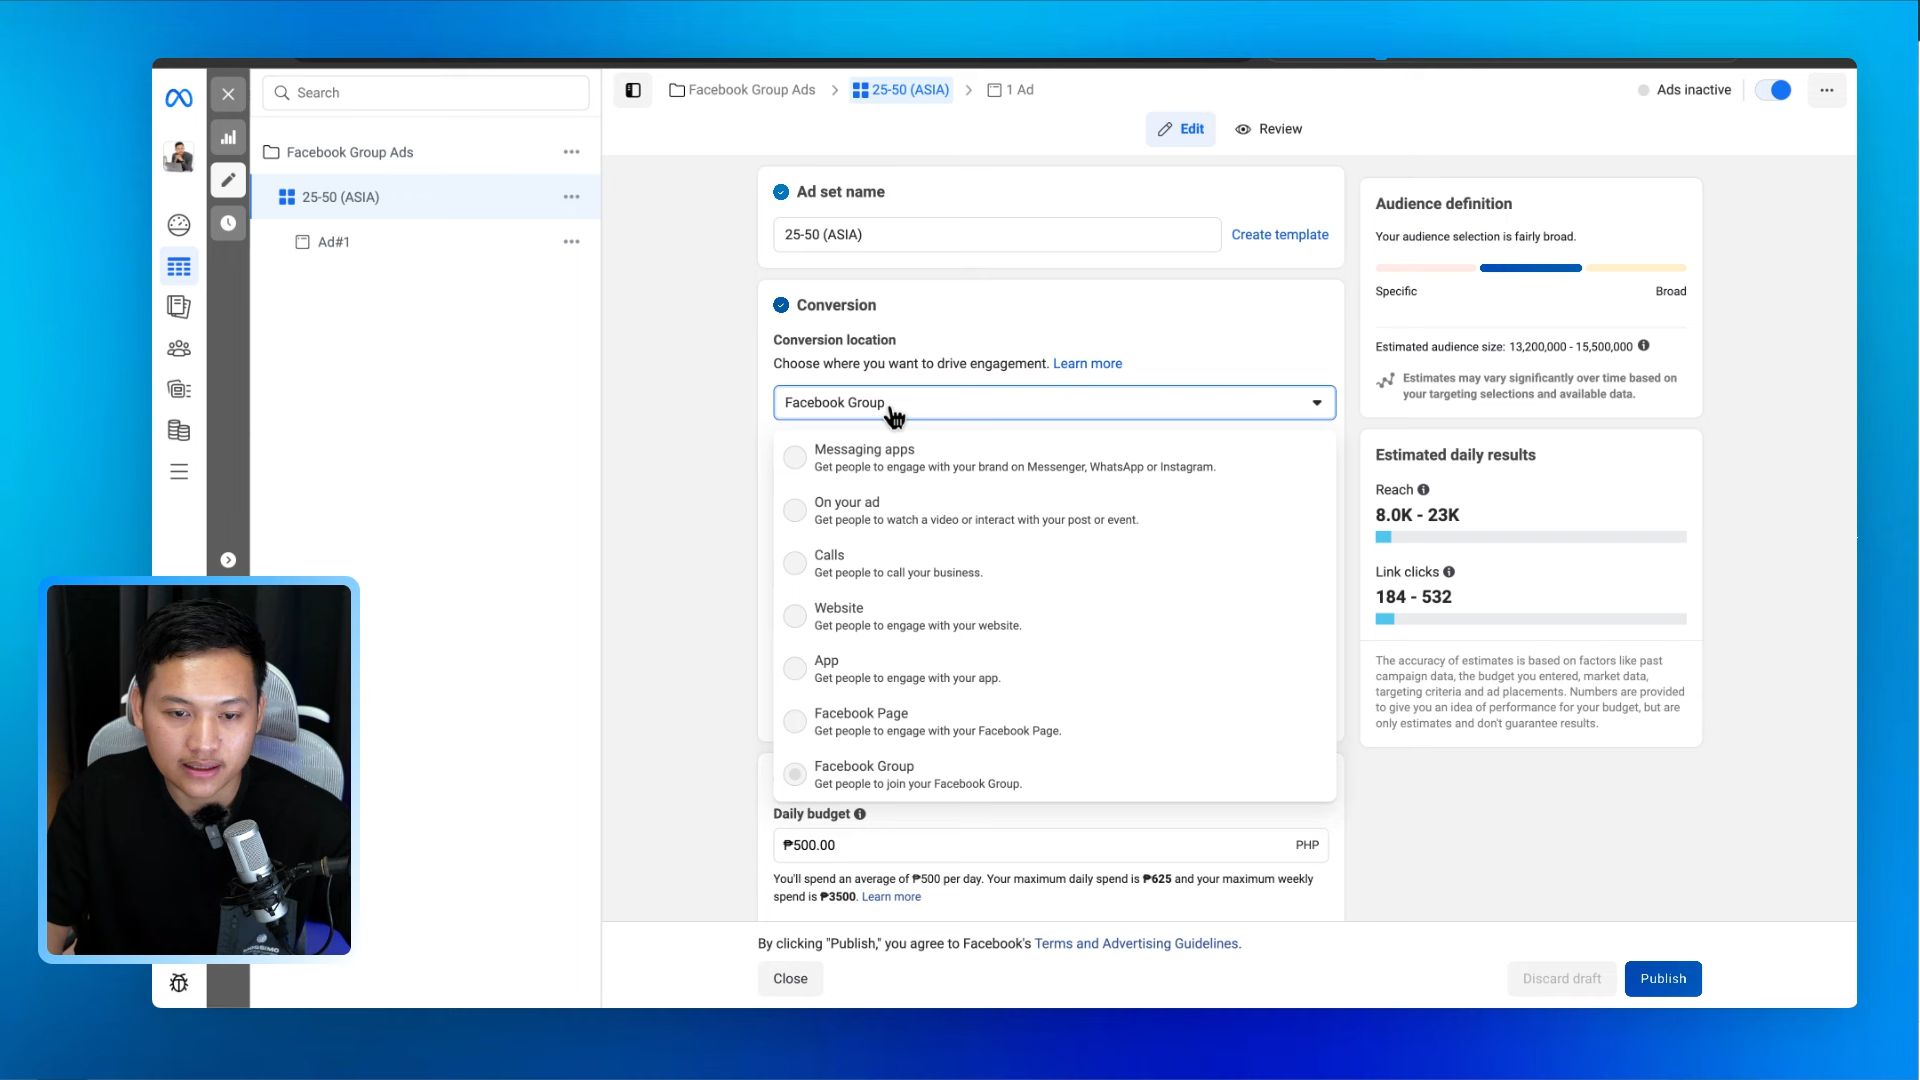 Search
Facebook Group Ads
25-50 (ASIA)
Ad#1
Facebook Group Ads
25-50 (ASIA)
1 Ad
Ads inactive
Edit
Review
Ad set name
25-50 (ASIA)
Create template
Conversion
Conversion location
Choose where you want to drive engagement. Learn more
Facebook Group
Messaging apps
Get people to engage with your brand on Messenger, WhatsApp or Instagram.
On your ad
Get people to watch a video or interact with your post or event.
Calls
Get people to call your business.
Website
Get people to engage with your website.
App
Get people to engage with your app.
Facebook Page
Get people to engage with your Facebook Page.
Facebook Group
Get people to join your Facebook Group.
Daily budget
₱500.00
PHP
You'll spend an average of ₱500 per day. Your maximum daily spend is ₱625 and your maximum weekly
spend is ₱3500. Learn more
By clicking "Publish," you agree to Facebook's Terms and Advertising Guidelines.
Close
Discard draft
Publish
Audience definition
Your audience selection is fairly broad.
Specific
Broad
Estimated audience size: 13,200,000 - 15,500,000
Estimates may vary significantly over time based on
your targeting selections and available data.
Estimated daily results
Reach
8.0K - 23K
Link clicks
184 - 532
The accuracy of estimates is based on factors like past
campaign data, the budget you entered, market data,
targeting criteria and ad placements. Numbers are provided
to give you an idea of performance for your budget, but are
only estimates and don't guarantee results.